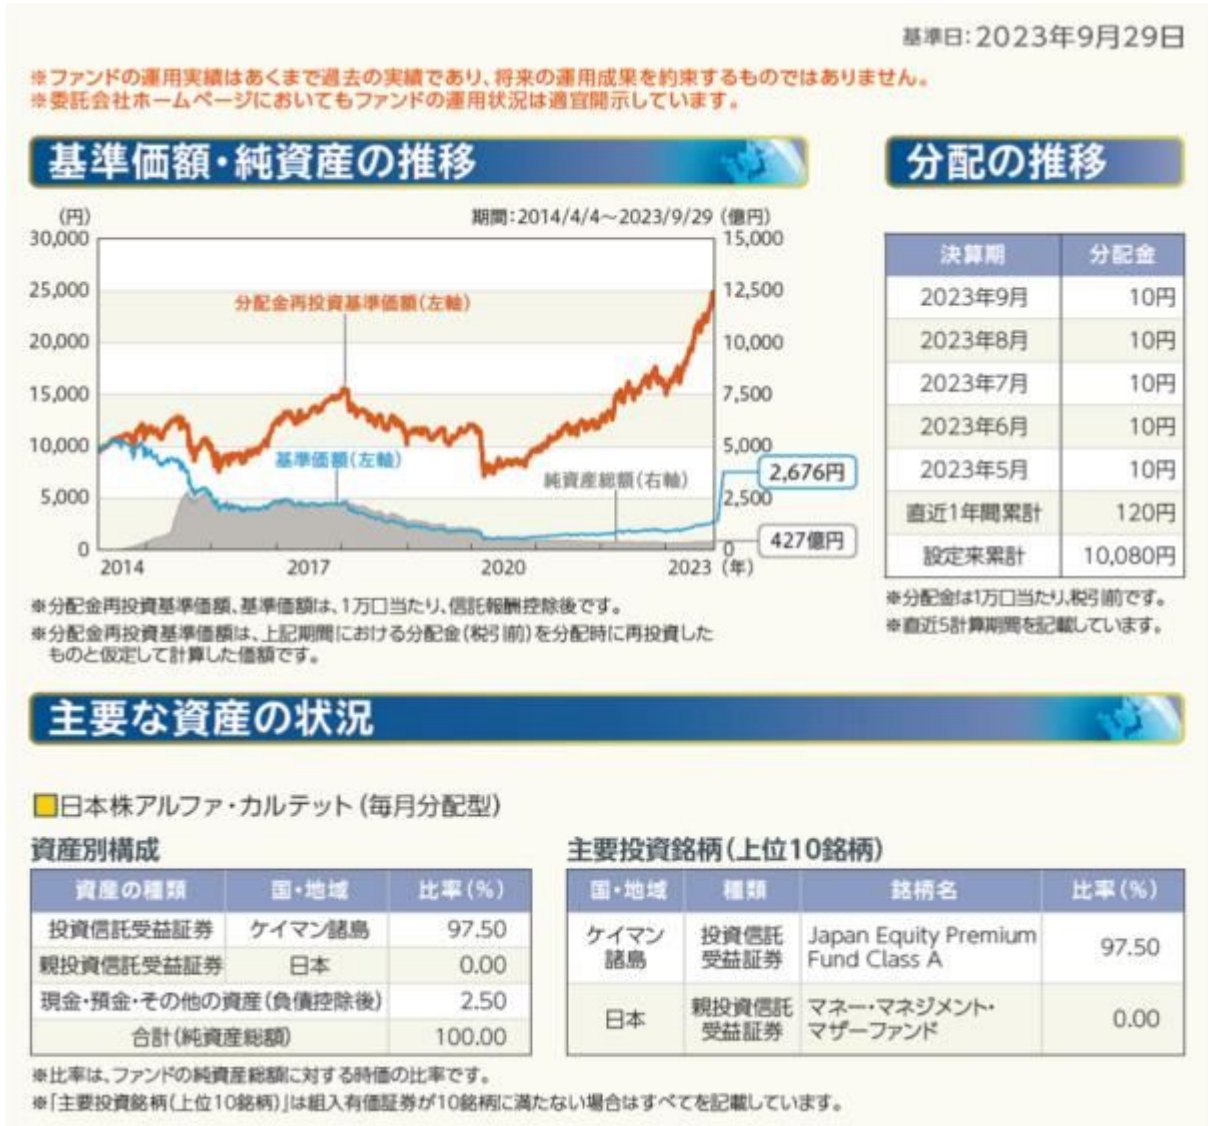 基準日：2023年9月29日
※ファンドの運用実績はあくまで過去の実績であり、将来の運用成果を約束するものではありません。
※委託会社ホームページにおいてもファンドの運用状況は適宜開示しています。
基準価額・純資産の推移
(円)
期間：2014/4/4～2023/9/29 (億円)
30,000
25,000
20,000
15,000
10,000
5,000
0
15,000
12,500
10,000
7,500
5,000
2,500
0
分配金再投資基準価額(左軸)
基準価額(左軸)
純資産総額(右軸)
2,676円
427億円
2014 2017 2020 2023 (年)
※分配金再投資基準価額、基準価額は、1万口当たり、信託報酬控除後です。
※分配金再投資基準価額は、上記期間における分配金(税引前)を分配時に再投資した
ものと仮定して計算した価額です。
分配の推移
決算期 分配金
2023年9月 10円
2023年8月 10円
2023年7月 10円
2023年6月 10円
2023年5月 10円
直近1年間累計 120円
設定来累計 10,080円
※分配金は1万口当たり、税引前です。
※直近5計算期間を記載しています。
主要な資産の状況
日本株アルファ・カルテット(毎月分配型)
資産別構成
資産の種類 国・地域 比率(%)
投資信託受益証券 ケイマン諸島 97.50
親投資信託受益証券 日本 0.00
現金・預金・その他の資産(負債控除後) 2.50
合計(純資産総額) 100.00
主要投資銘柄(上位10銘柄)
国・地域 種類 銘柄名 比率(%)
ケイマン 投資信託 Japan Equity Premium
諸島 受益証券 Fund Class A 97.50
親投資信託 マネー・マネジメント・
日本 受益証券 マザーファンド 0.00
※比率は、ファンドの純資産総額に対する時価の比率です。
※「主要投資銘柄(上位10銘柄)」は組入有価証券が10銘柄に満たない場合はすべてを記載しています。